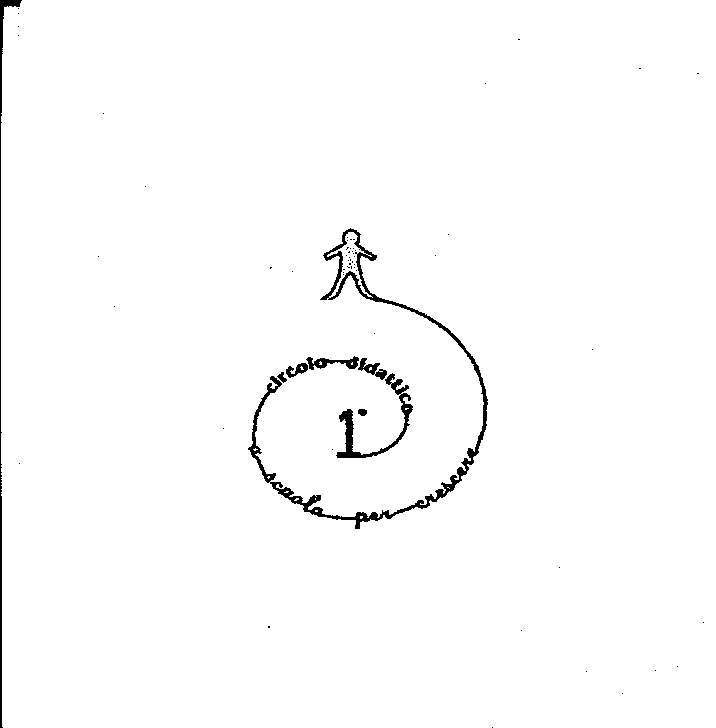 circolo didattico
1°
a scuola per crescere